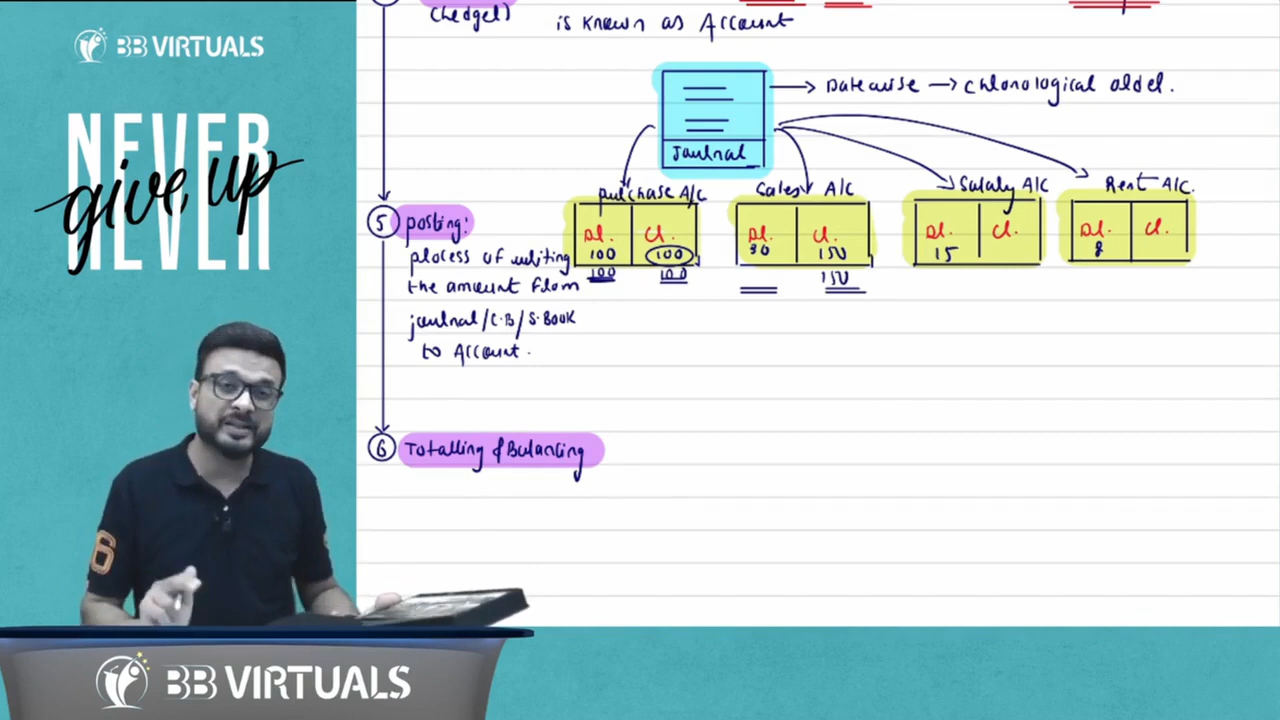 BB VIRTUALS
NEVER
give up
NEVER
(Ledger)
is known as Account
Datewise → chronological order.
Journal
Purchase A/C
Sales A/C
Salary A/C
Rent A/C.
5 posting:
Dr. Cr.
Dr. Cr.
Dr. Cr.
Dr. Cr.
100 100
30 150
15
8
100 100
150
process of writing
the amount from
journal/C.B/S.Book
to Account.
6 Totalling & Balancing
6
BB VIRTUALS